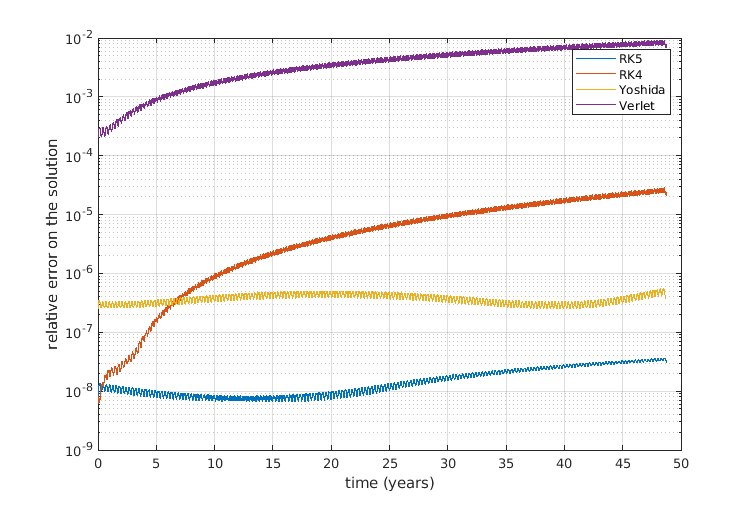 10^-2
10^-3
10^-4
10^-5
10^-6
10^-7
10^-8
10^-9
relative error on the solution
RK5
RK4
Yoshida
Verlet
0 5 10 15 20 25 30 35 40 45 50
time (years)